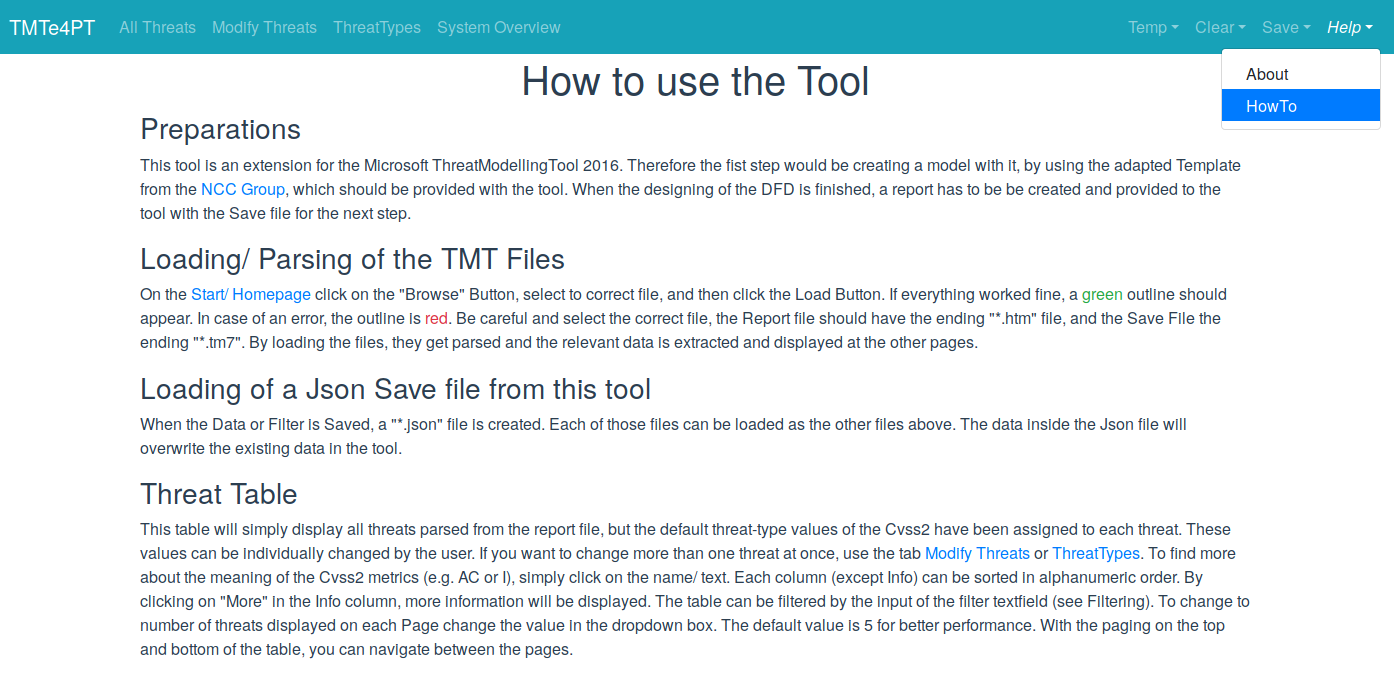 TMTe4PT All Threats Modify Threats ThreatTypes System Overview Temp Clear Save Help
About
HowTo
How to use the Tool
Preparations
This tool is an extension for the Microsoft ThreatModellingTool 2016. Therefore the fist step would be creating a model with it, by using the adapted Template
from the NCC Group, which should be provided with the tool. When the designing of the DFD is finished, a report has to be be created and provided to the
tool with the Save file for the next step.
Loading/ Parsing of the TMT Files
On the Start/ Homepage click on the "Browse" Button, select to correct file, and then click the Load Button. If everything worked fine, a green outline should
appear. In case of an error, the outline is red. Be careful and select the correct file, the Report file should have the ending "*.htm" file, and the Save File the
ending "*.tm7". By loading the files, they get parsed and the relevant data is extracted and displayed at the other pages.
Loading of a Json Save file from this tool
When the Data or Filter is Saved, a "*.json" file is created. Each of those files can be loaded as the other files above. The data inside the Json file will
overwrite the existing data in the tool.
Threat Table
This table will simply display all threats parsed from the report file, but the default threat-type values of the Cvss2 have been assigned to each threat. These
values can be individually changed by the user. If you want to change more than one threat at once, use the tab Modify Threats or ThreatTypes. To find more
about the meaning of the Cvss2 metrics (e.g. AC or I), simply click on the name/ text. Each column (except Info) can be sorted in alphanumeric order. By
clicking on "More" in the Info column, more information will be displayed. The table can be filtered by the input of the filter textfield (see Filtering). To change to
number of threats displayed on each Page change the value in the dropdown box. The default value is 5 for better performance. With the paging on the top
and bottom of the table, you can navigate between the pages.